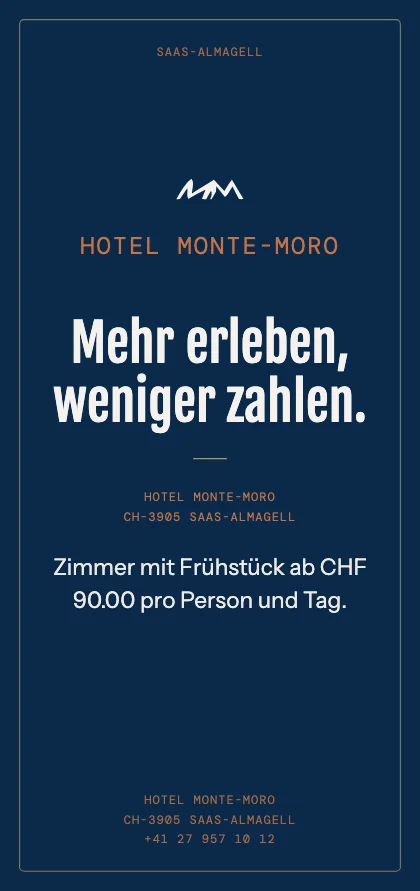 SAAS-ALMAGELL
HOTEL MONTE-MORO
Mehr erleben,
weniger zahlen.
HOTEL MONTE-MORO
CH-3905 SAAS-ALMAGELL
Zimmer mit Frühstück ab CHF
90.00 pro Person und Tag.
HOTEL MONTE-MORO
CH-3905 SAAS-ALMAGELL
+41 27 957 10 12